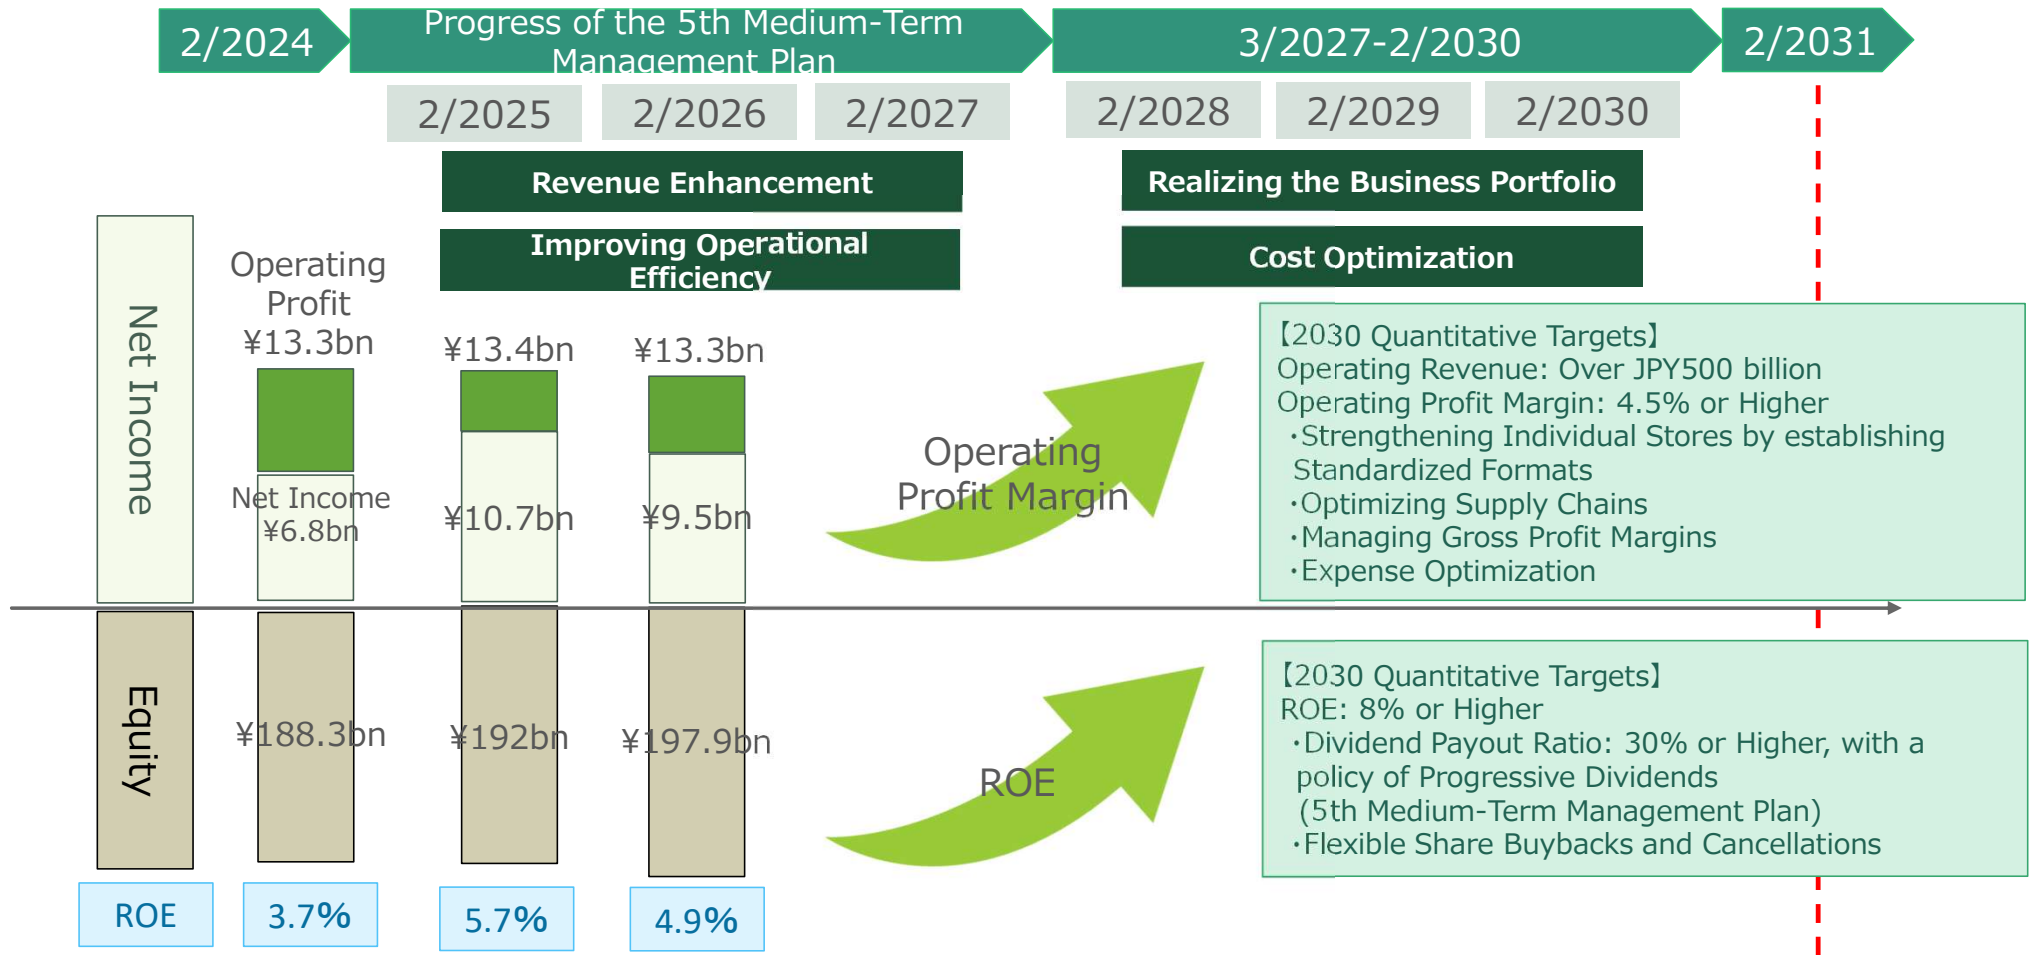 2/2024
Progress of the 5th Medium-Term
Management Plan
3/2027-2/2030
2/2031
2/2025
2/2026
2/2027
2/2028
2/2029
2/2030
Revenue Enhancement
Realizing the Business Portfolio
Improving Operational
Efficiency
Cost Optimization
Net Income
Operating
Profit
¥13.3bn
¥13.4bn
¥13.3bn
Net Income
¥6.8bn
¥10.7bn
¥9.5bn
Operating
Profit Margin
【2030 Quantitative Targets】
Operating Revenue: Over JPY500 billion
Operating Profit Margin: 4.5% or Higher
・Strengthening Individual Stores by establishing
Standardized Formats
・Optimizing Supply Chains
・Managing Gross Profit Margins
・Expense Optimization
Equity
¥188.3bn
¥192bn
¥197.9bn
ROE
【2030 Quantitative Targets】
ROE: 8% or Higher
・Dividend Payout Ratio: 30% or Higher, with a
policy of Progressive Dividends
(5th Medium-Term Management Plan)
・Flexible Share Buybacks and Cancellations
ROE
3.7%
5.7%
4.9%